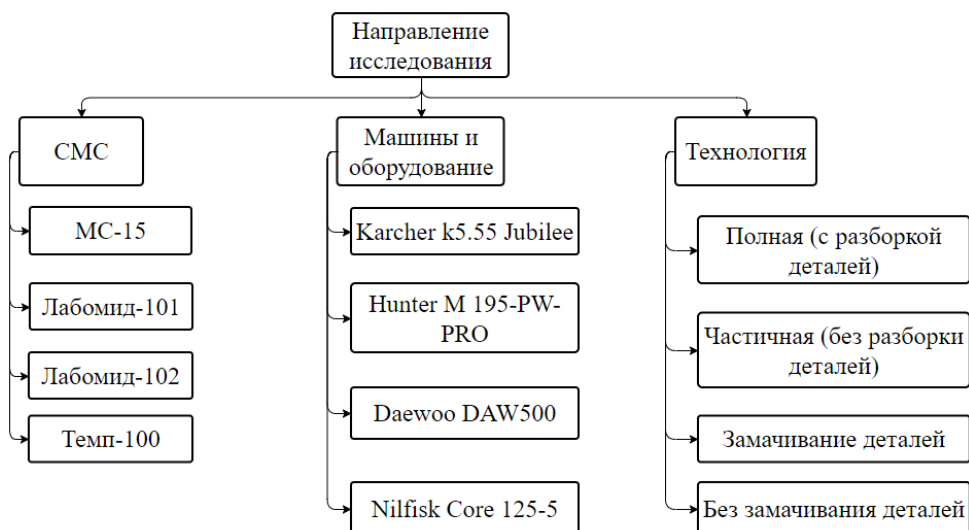 Направление
исследования
СМС
МС-15
Лабомид-101
Лабомид-102
Темп-100
Машины и
оборудование
Karcher k5.55 Jubilee
Hunter M 195-PW-
PRO
Daewoo DAW500
Nilfisk Core 125-5
Технология
Полная (с разборкой
деталей)
Частичная (без разборки
деталей)
Замачивание деталей
Без замачивания деталей